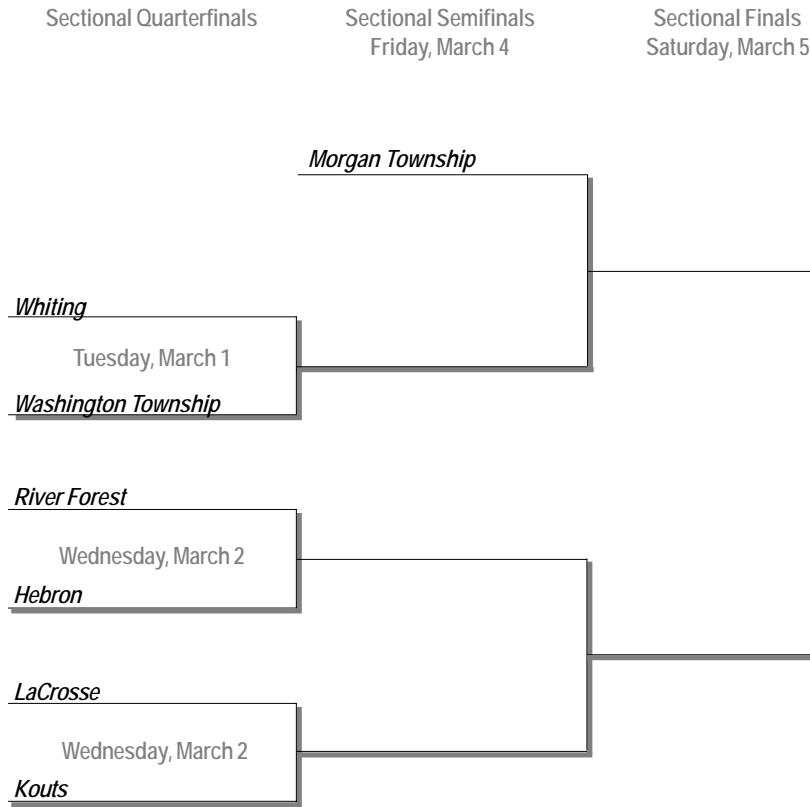 Sectional Quarterfinals
Sectional Semifinals
Friday, March 4
Sectional Finals
Saturday, March 5
Morgan Township
Whiting
Tuesday, March 1
Washington Township
River Forest
Wednesday, March 2
Hebron
LaCrosse
Wednesday, March 2
Kouts